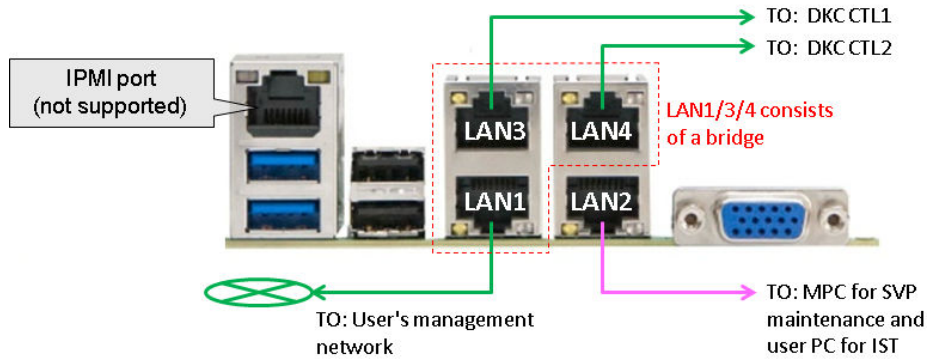 TO: DKC CTL1
TO: DKC CTL2
IPMI port
(not supported)
LAN3
LAN4
LAN1/3/4 consists
of a bridge
LAN1
LAN2
TO: User's management
network
TO: MPC for SVP
maintenance and
user PC for IST